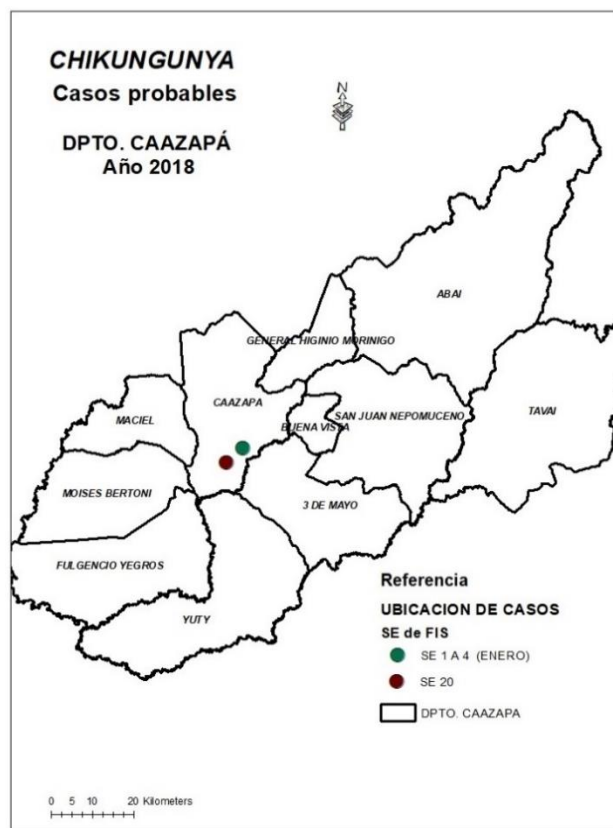 CHIKUNGUNYA
Casos probables
DPTO. CAAZAPÁ
Año 2018
N
ABAI
GENERAL HIGINIO MORINIGO
CAAZAPA
TAVAI
MACIEL
BUENA VISTA
SAN JUAN NEPOMUCENO
MOISES BERTONI
3 DE MAYO
FULGENCIO YEGROS
YUTY
Referencia
UBICACION DE CASOS
SE de FIS
SE 1 A 4 (ENERO)
SE 20
DPTO. CAAZAPA
0 5 10 20 Kilometers